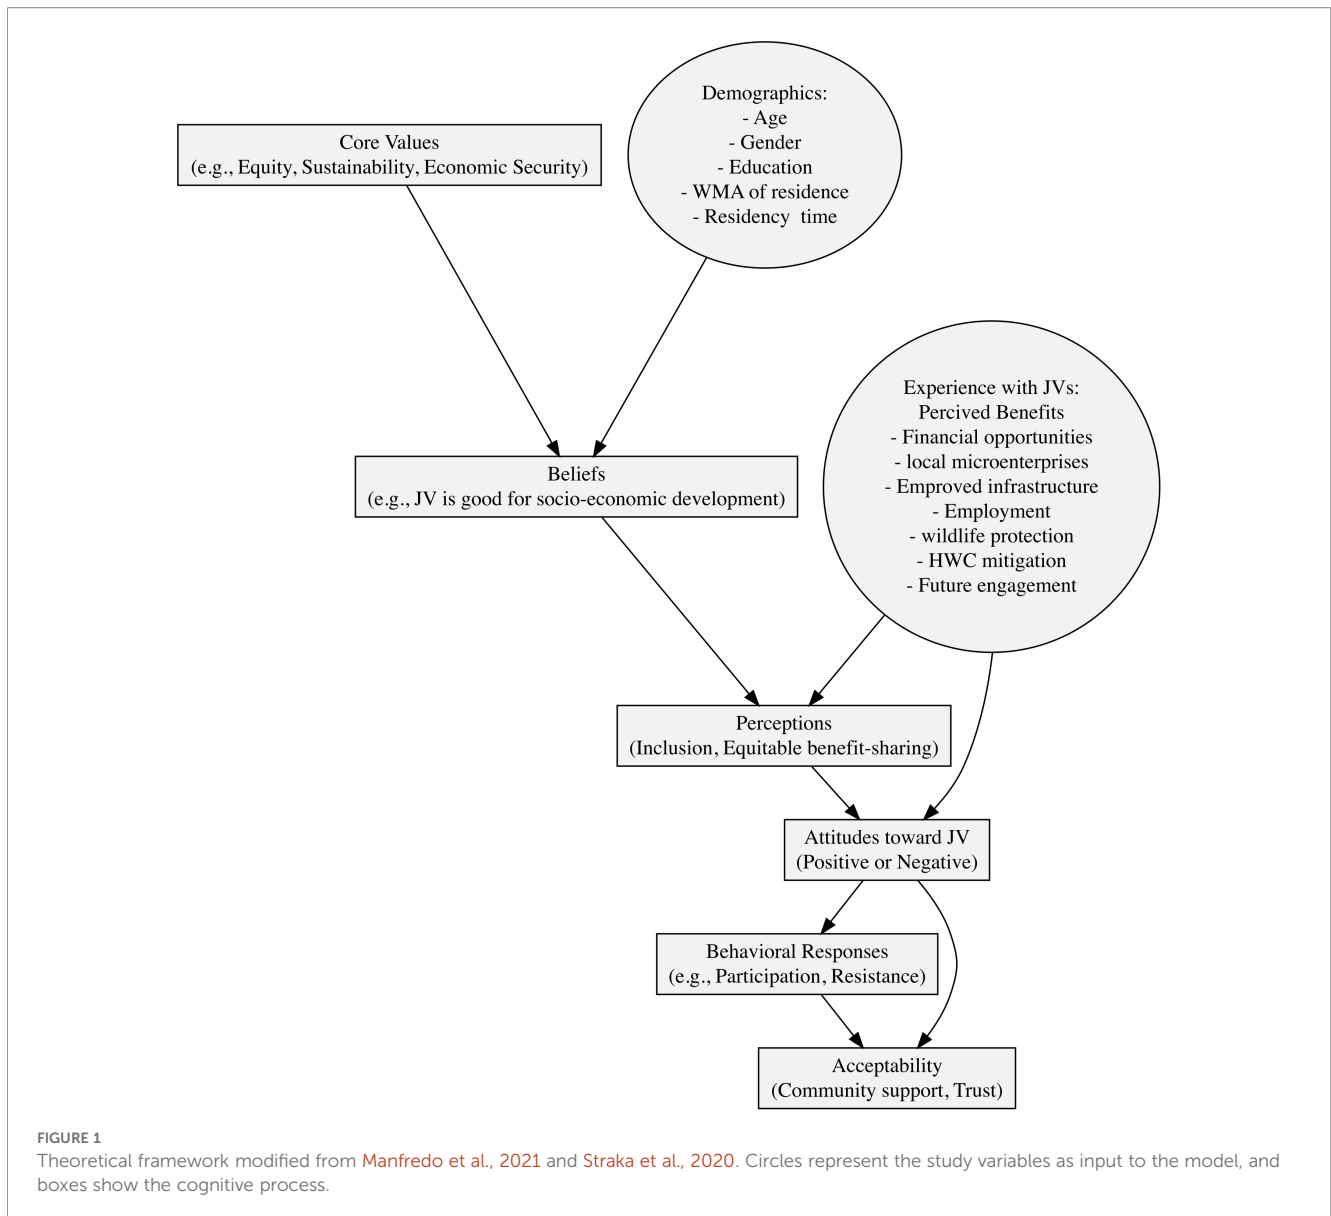 Demographics:
- Age
- Gender
- Education
- WMA of residence
- Residency time
Core Values
(e.g., Equity, Sustainability, Economic Security)
Experience with JVs:
Percived Benefits
- Financial opportunities
- local microenterprises
- Emproved infrastructure
- Employment
- wildlife protection
- HWC mitigation
- Future engagement
Beliefs
(e.g., JV is good for socio-economic development)
Perceptions
(Inclusion, Equitable benefit-sharing)
Attitudes toward JV
(Positive or Negative)
Behavioral Responses
(e.g., Participation, Resistance)
Acceptability
(Community support, Trust)
FIGURE 1
Theoretical framework modified from Manfredo et al., 2021 and Straka et al., 2020. Circles represent the study variables as input to the model, and
boxes show the cognitive process.